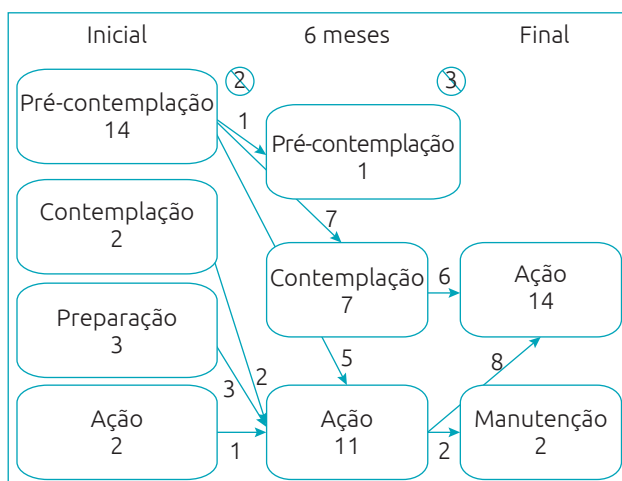 Inicial
6 meses
Final
2
3
Pré-contemplação
14
1
Pré-contemplação
1
7
Contemplação
2
Contemplação
7
6
Ação
14
Preparação
3
5
8
2
3
Ação
2
1
Ação
11
2
Manutenção
2